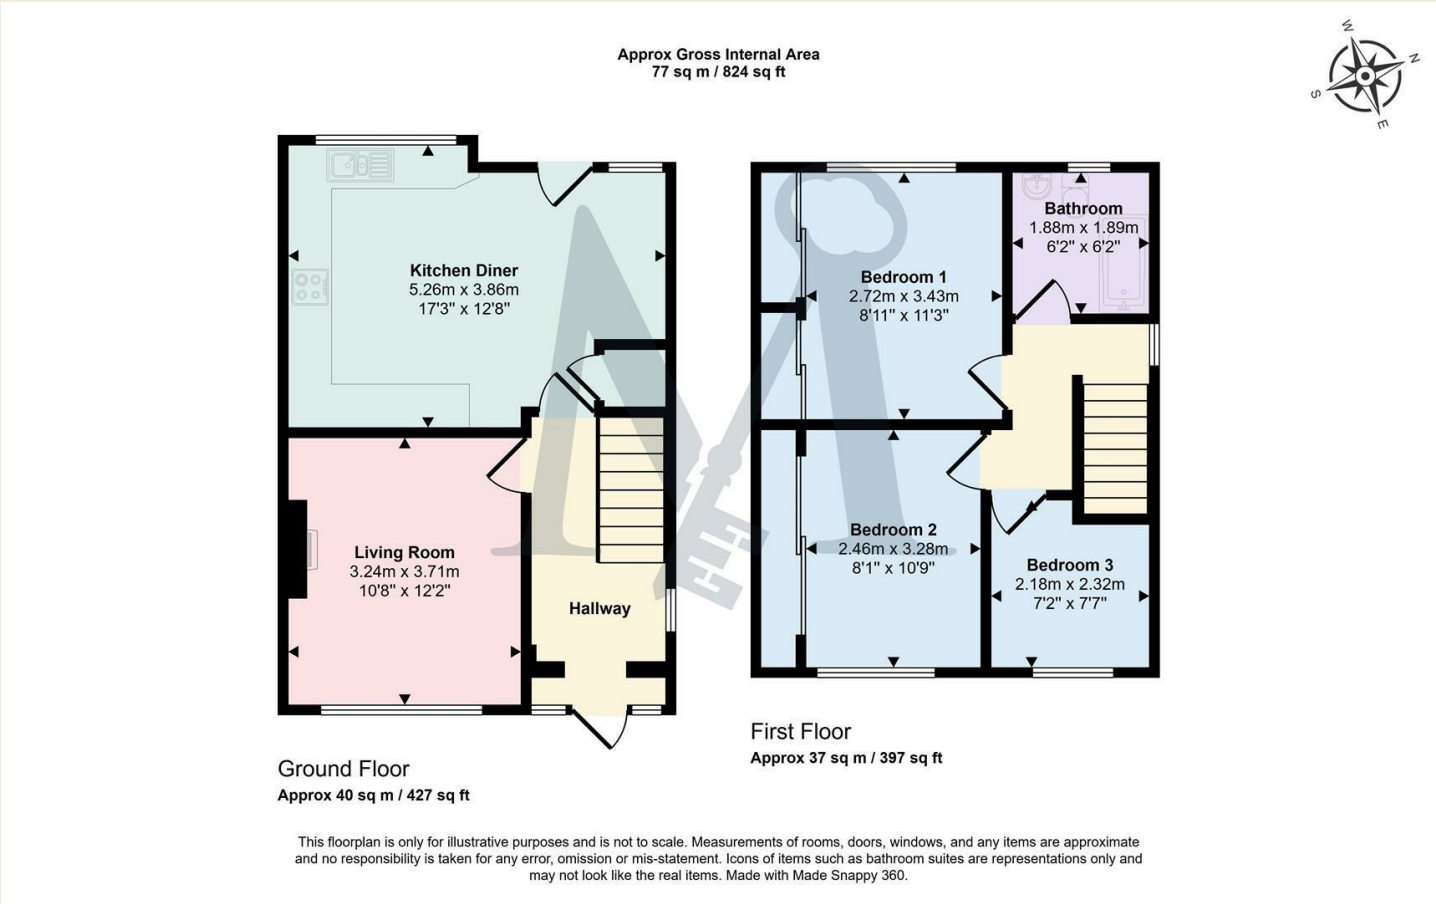 Approx Gross Internal Area
77 sq m / 824 sq ft
W
N
S
E
Kitchen Diner
5.26m x 3.86m
17'3" x 12'8"
Living Room
3.24m x 3.71m
10'8" x 12'2"
Hallway
Ground Floor
Approx 40 sq m / 427 sq ft
Bedroom 1
2.72m x 3.43m
8'11" x 11'3"
Bathroom
1.88m x 1.89m
6'2" x 6'2"
Bedroom 2
2.46m x 3.28m
8'1" x 10'9"
Bedroom 3
2.18m x 2.32m
7'2" x 7'7"
First Floor
Approx 37 sq m / 397 sq ft
This floorplan is only for illustrative purposes and is not to scale. Measurements of rooms, doors, windows, and any items are approximate
and no responsibility is taken for any error, omission or mis-statement. Icons of items such as bathroom suites are representations only and
may not look like the real items. Made with Made Snappy 360.